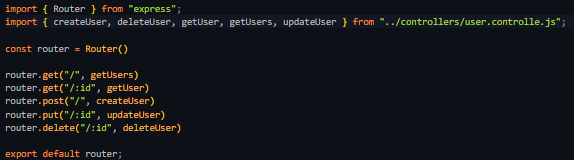 import { Router } from "express";
import { createUser, deleteUser, getUser, getUsers, updateUser } from "../controllers/user.controlle.js";
const router = Router()
router.get("/", getUsers)
router.get("/:id", getUser)
router.post("/", createUser)
router.put("/:id", updateUser)
router.delete("/:id", deleteUser)
export default router;